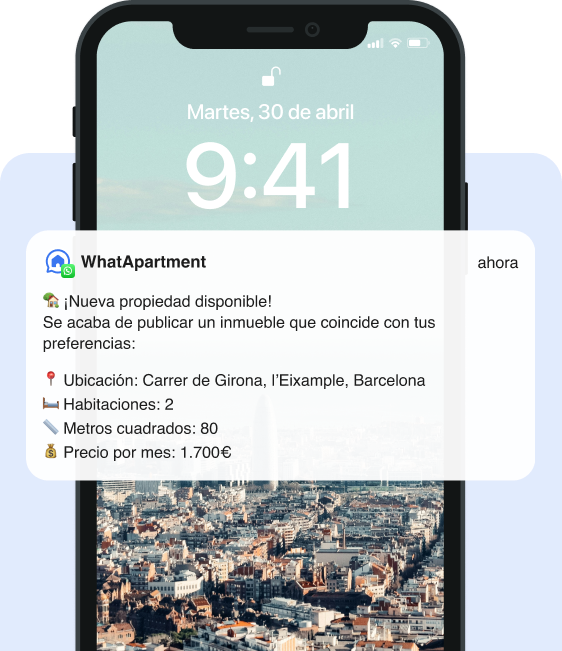 Martes, 30 de abril
9:41
WhatApartment
ahora
🏡 ¡Nueva propiedad disponible!
Se acaba de publicar un inmueble que coincide con tus
preferencias:
📍 Ubicación: Carrer de Girona, l’Eixample, Barcelona
🛏️ Habitaciones: 2
📏 Metros cuadrados: 80
💰 Precio por mes: 1.700€